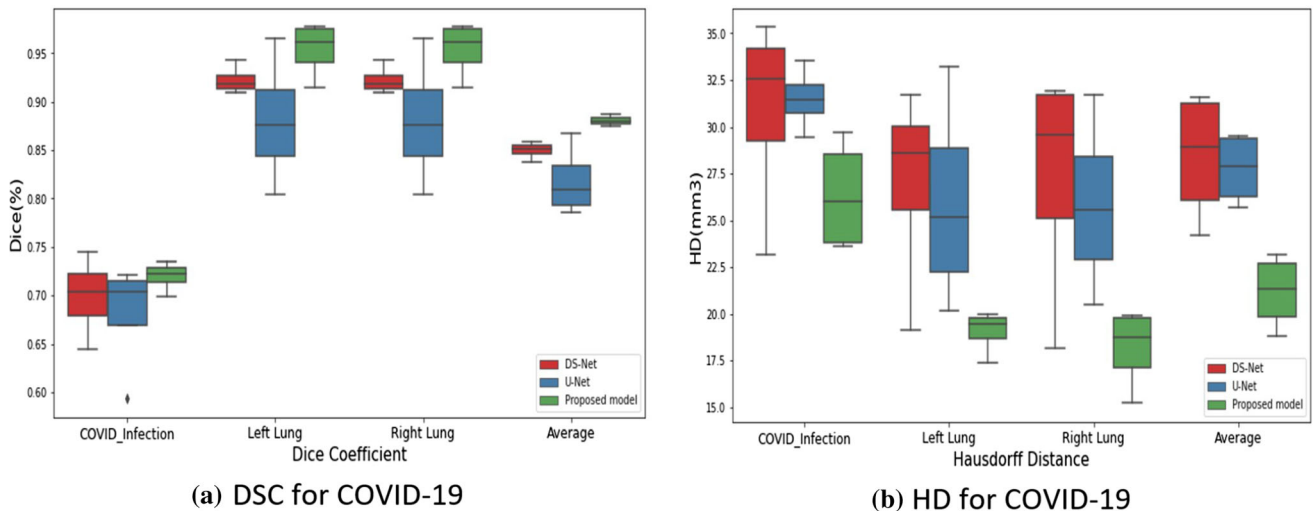 Dice(%)
0.95
0.90
0.85
0.80
0.75
0.70
0.65
0.60
DS-Net
U-Net
Proposed model
COVID_Infection
Left Lung
Right Lung
Average
Dice Coefficient
(a) DSC for COVID-19
HD(mm3)
35.0
32.5
30.0
27.5
25.0
22.5
20.0
17.5
15.0
DS-Net
U-Net
Proposed model
COVID_Infection
Left Lung
Right Lung
Average
Hausdorff Distance
(b) HD for COVID-19